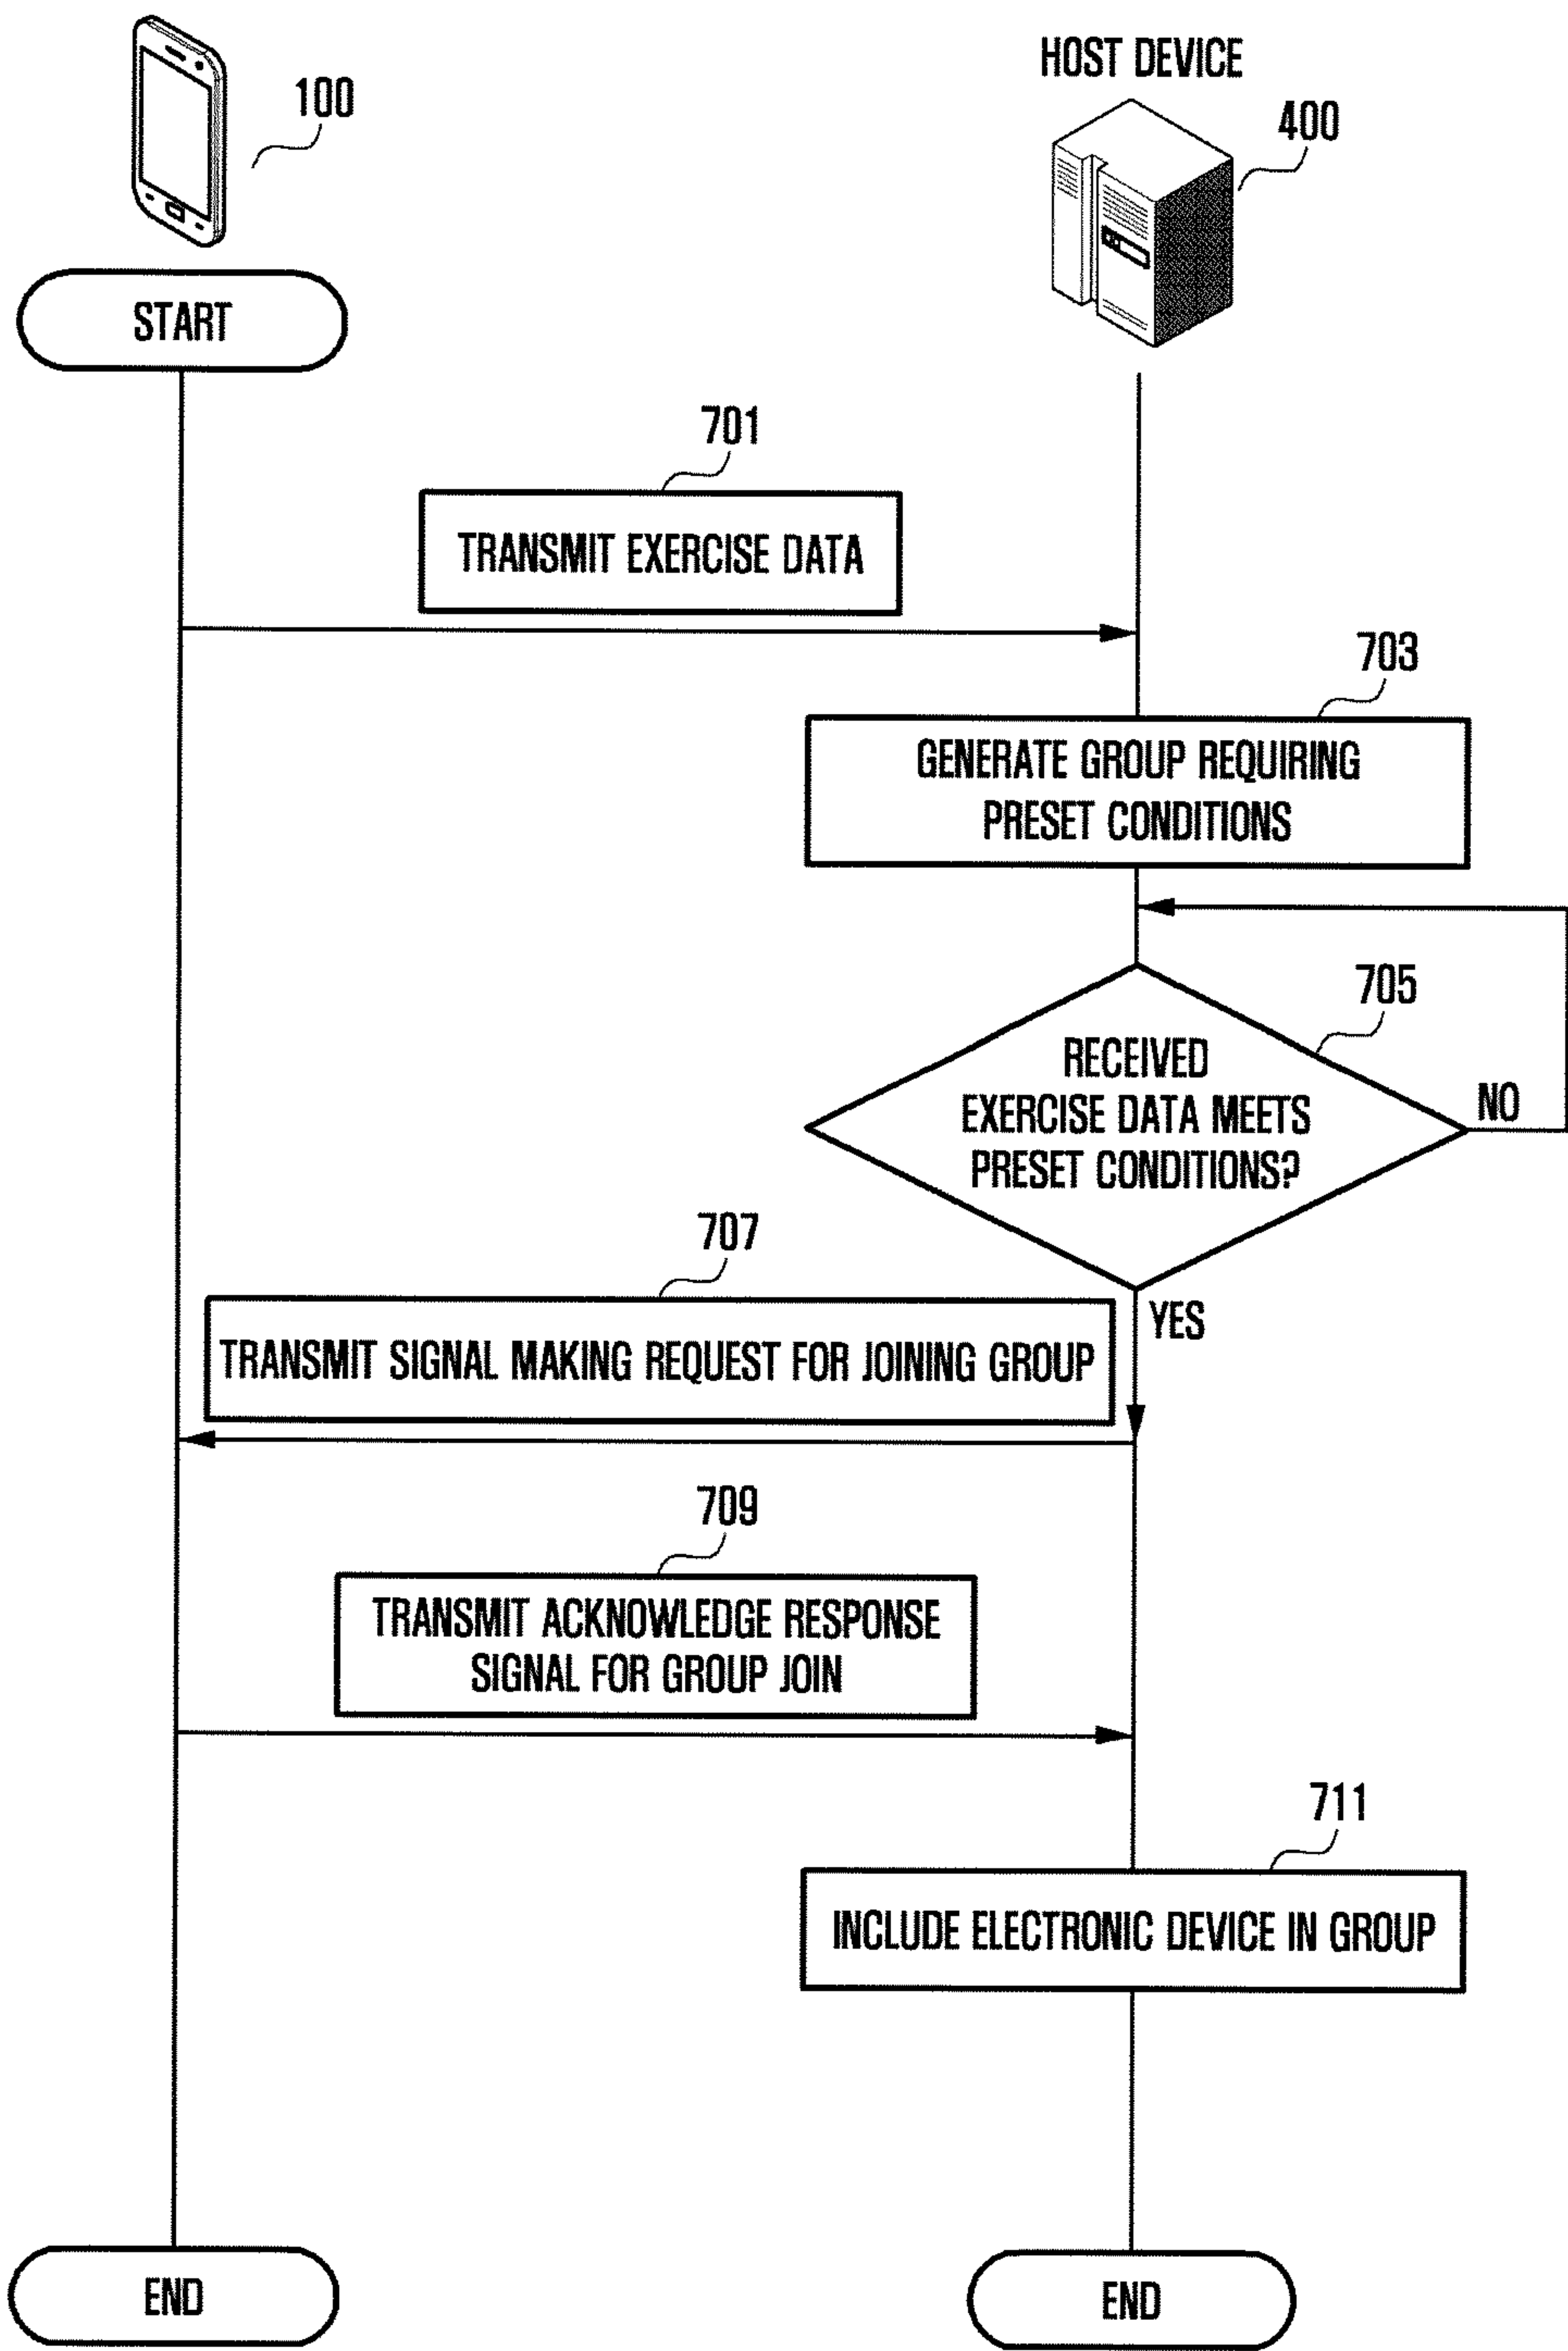 HOST DEVICE
100
400
START
701
TRANSMIT EXERCISE DATA
703
GENERATE GROUP REQUIRING
PRESET CONDITIONS
705
RECEIVED
EXERCISE DATA MEETS
PRESET CONDITIONS?
NO
YES
707
TRANSMIT SIGNAL MAKING REQUEST FOR JOINING GROUP
709
TRANSMIT ACKNOWLEDGE RESPONSE
SIGNAL FOR GROUP JOIN
711
INCLUDE ELECTRONIC DEVICE IN GROUP
END
END